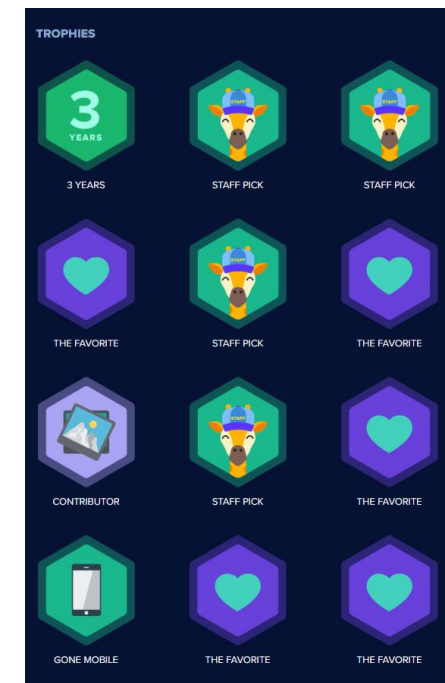 TROPHIES
3
YEARS
STAFF
STAFF
3 YEARS
STAFF PICK
STAFF PICK
STAFF
THE FAVORITE
STAFF PICK
THE FAVORITE
STAFF
CONTRIBUTOR
STAFF PICK
THE FAVORITE
GONE MOBILE
THE FAVORITE
THE FAVORITE